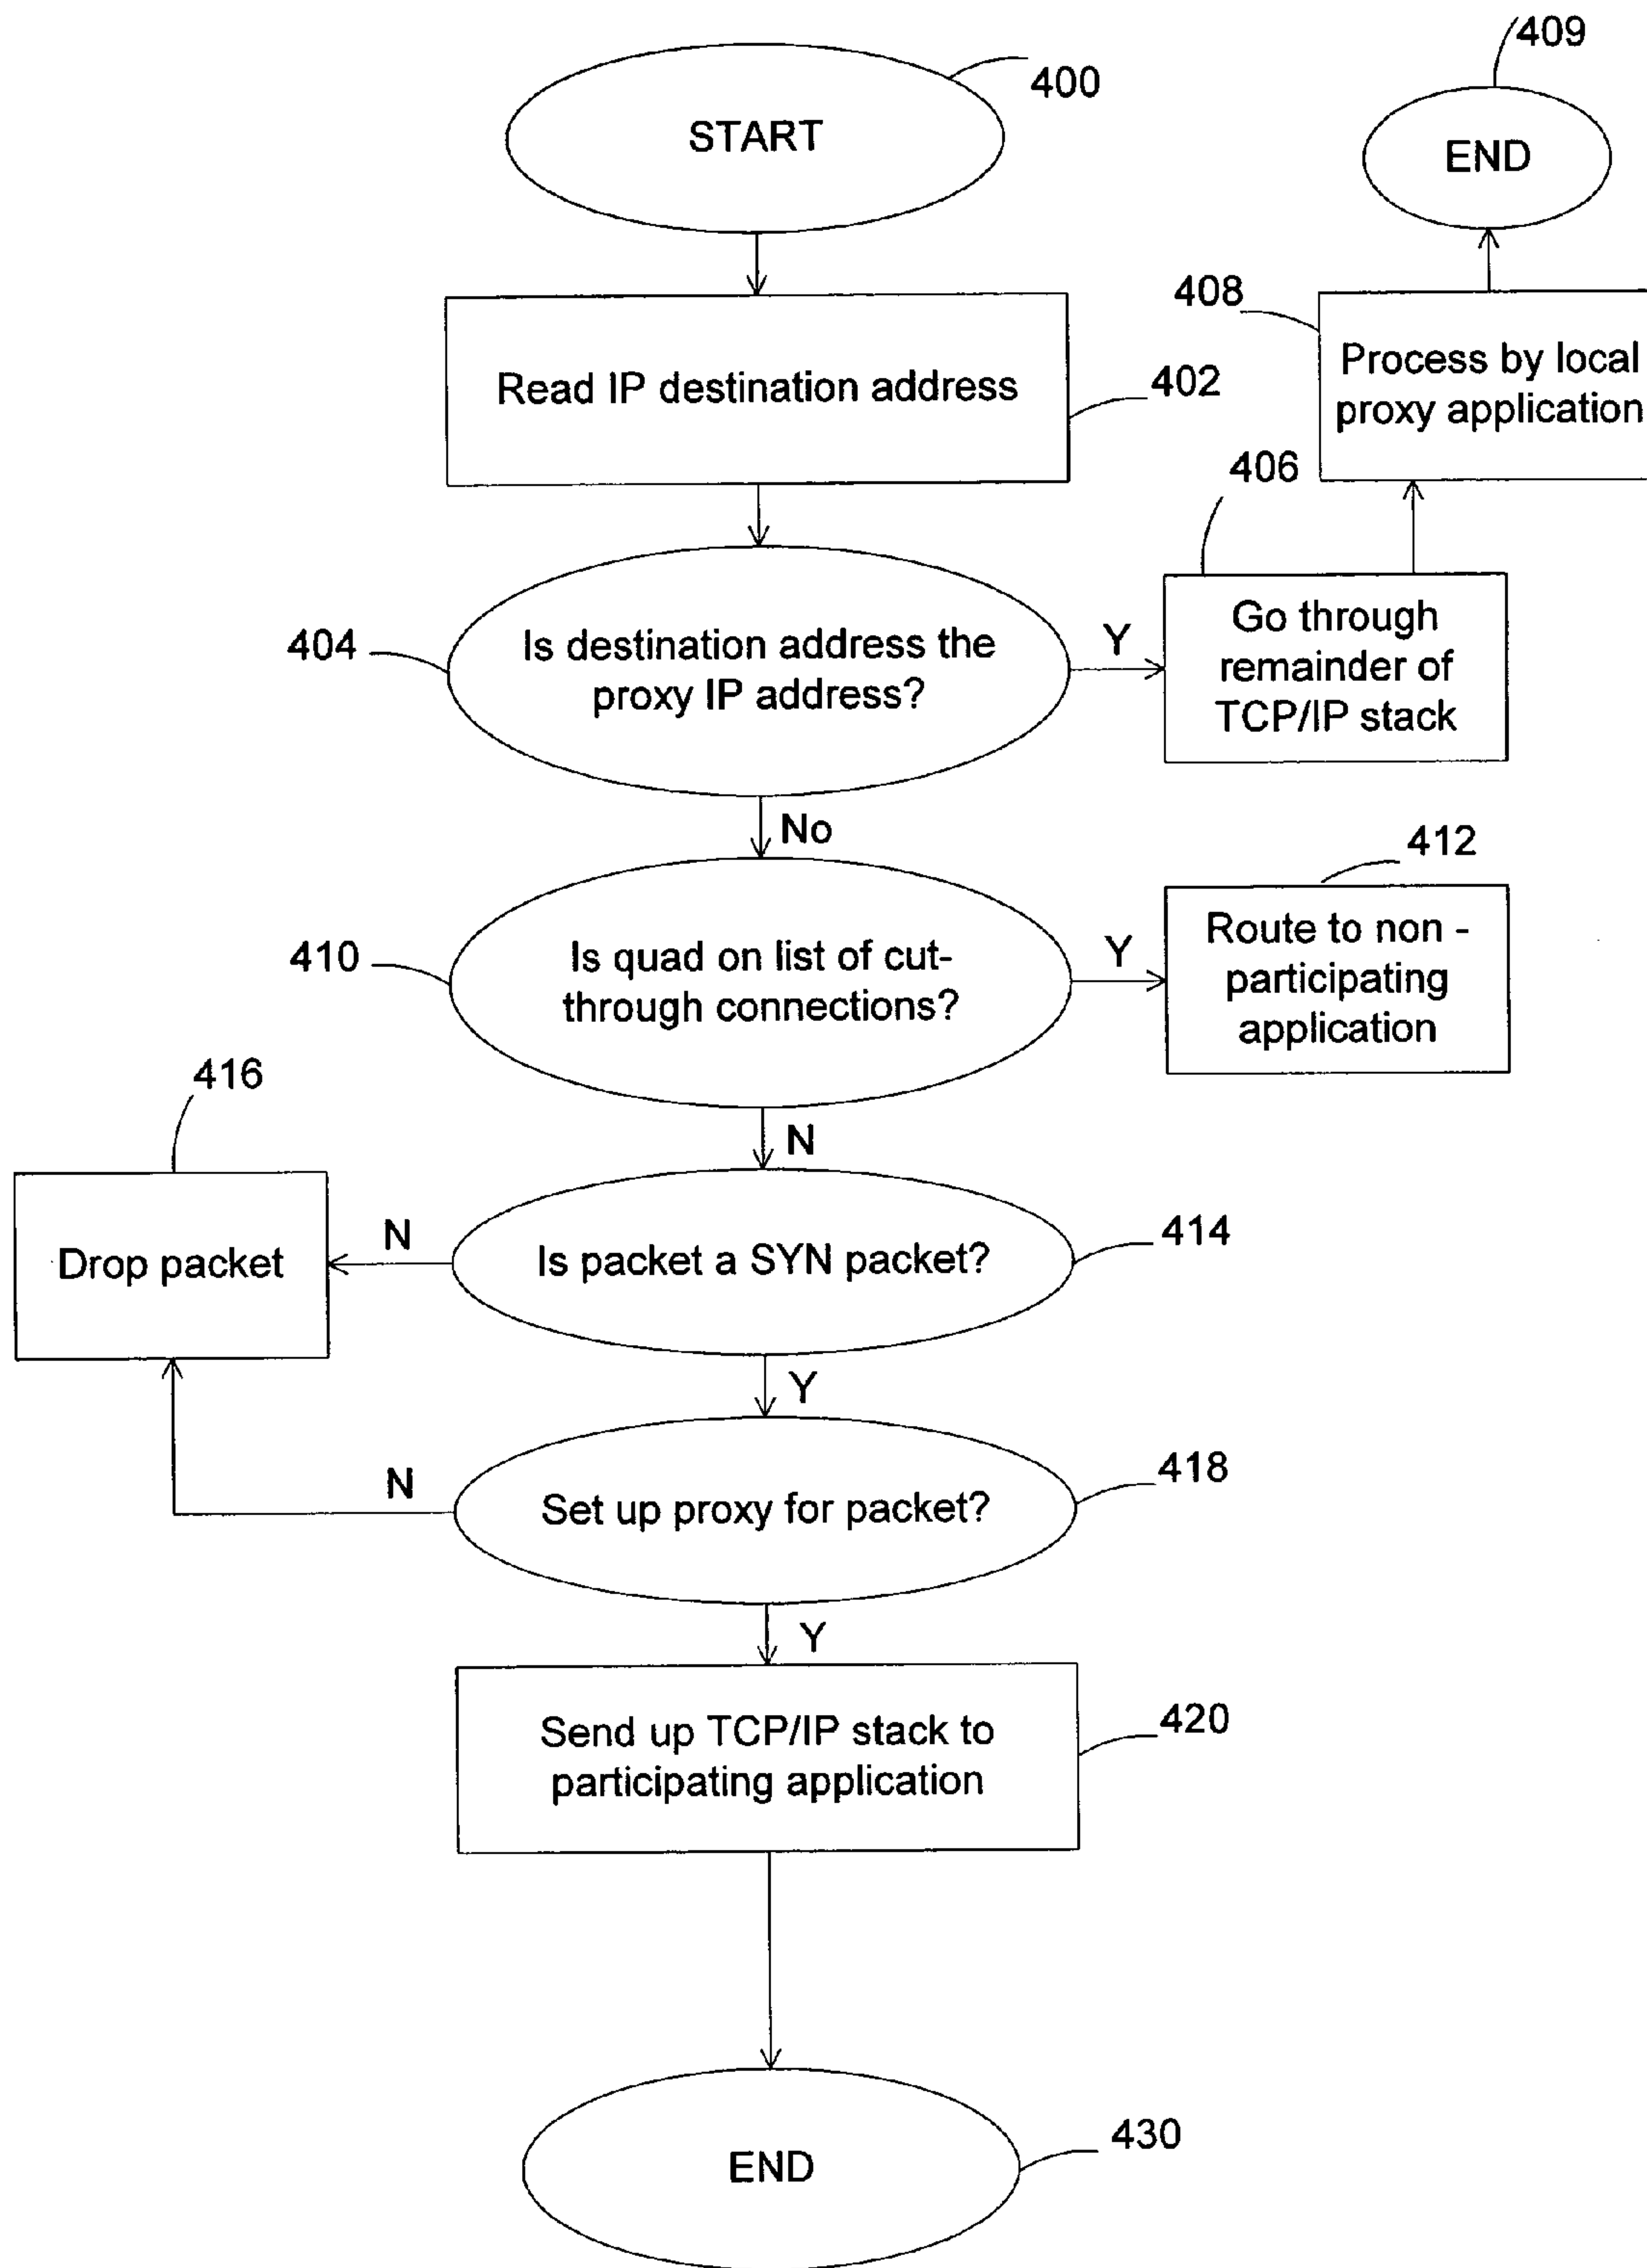 409
400
START
END
408
Process by local
proxy application
Read IP destination address
402
406
404
Is destination address the
proxy IP address?
Y
Go through
remainder of
TCP/IP stack
No
412
410
Is quad on list of cut-
through connections?
Y
Route to non -
participating
application
416
N
Drop packet
N
Is packet a SYN packet?
414
Y
N
Set up proxy for packet?
418
Y
Send up TCP/IP stack to
participating application
420
END
430